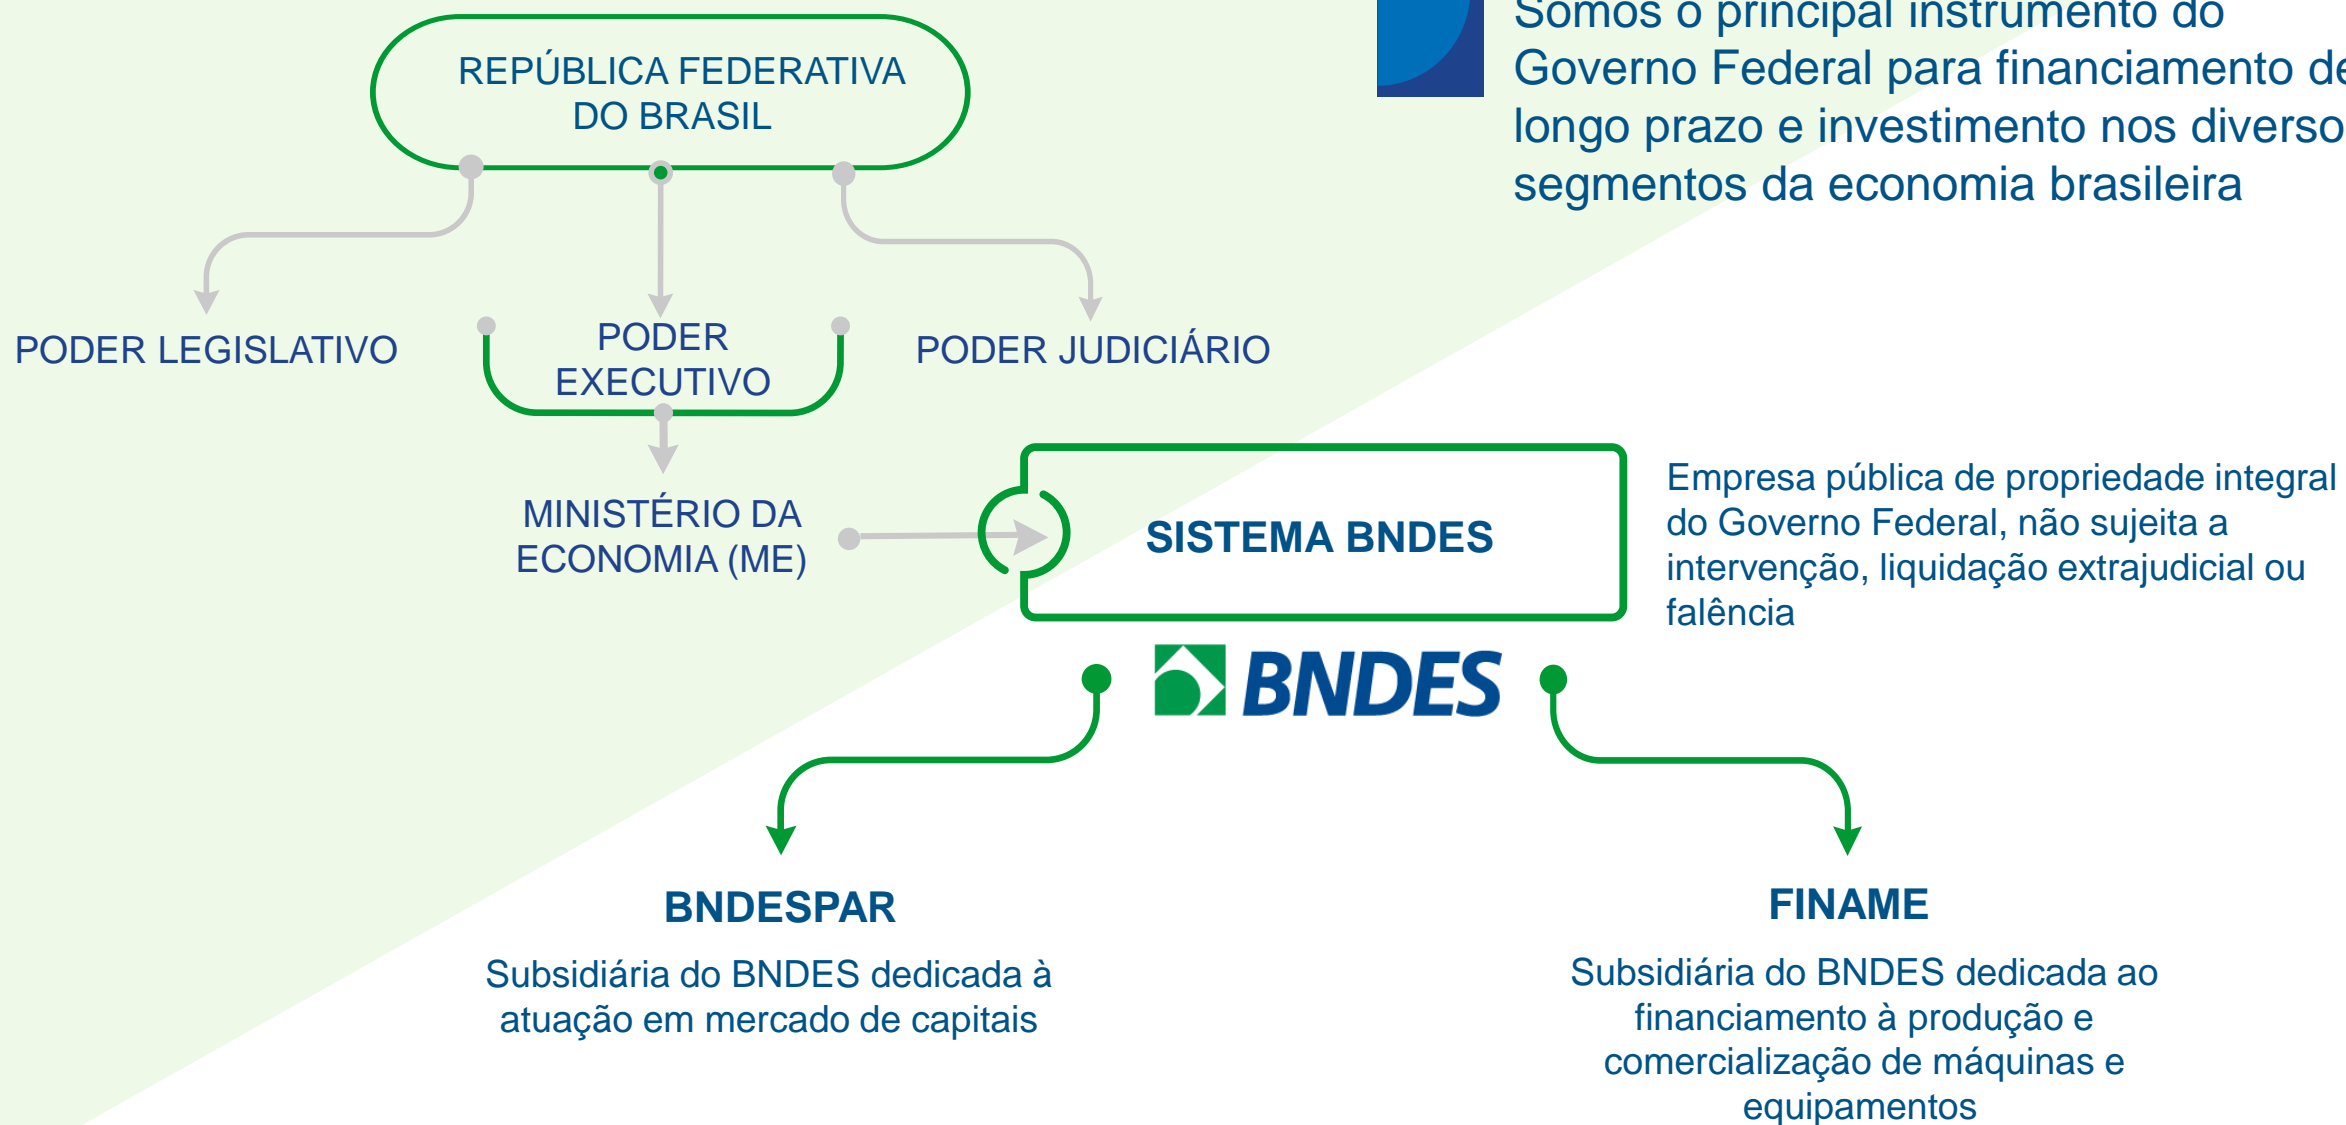 Somos o principal instrumento do
Governo Federal para financiamento de
longo prazo e investimento nos diverso
segmentos da economia brasileira
REPÚBLICA FEDERATIVA
DO BRASIL
PODER LEGISLATIVO
PODER
EXECUTIVO
PODER JUDICIÁRIO
MINISTÉRIO DA
ECONOMIA (ME)
SISTEMA BNDES
Empresa pública de propriedade integral
do Governo Federal, não sujeita a
intervenção, liquidação extrajudicial ou
falência
BNDES
BNDESPAR
Subsidiária do BNDES dedicada à
atuação em mercado de capitais
FINAME
Subsidiária do BNDES dedicada ao
financiamento à produção e
comercialização de máquinas e
equipamentos